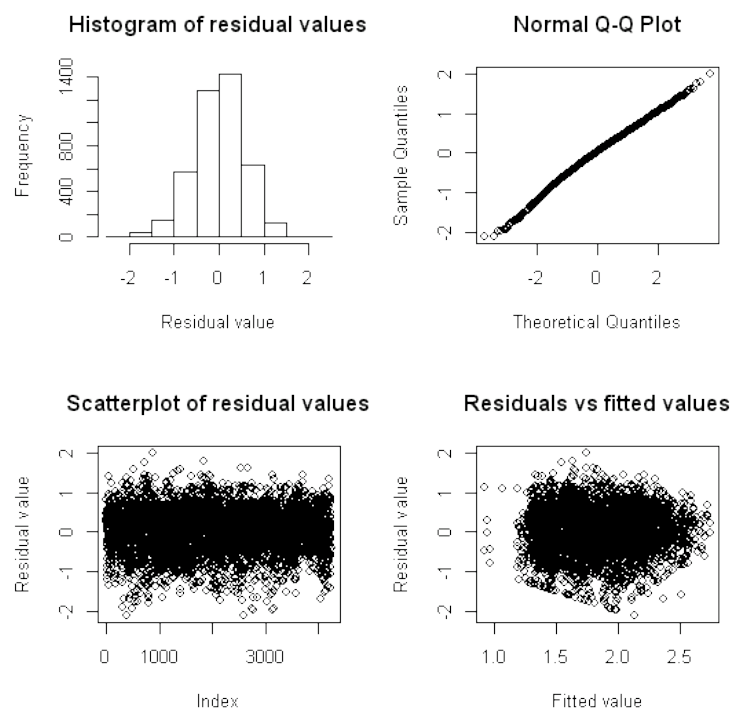 Histogram of residual values
Frequency
0 400 800 1400
-2 -1 0 1 2
Residual value
Normal Q-Q Plot
Sample Quantiles
-2 -1 0 1 2
-2 0 2
Theoretical Quantiles
Scatterplot of residual values
Residual value
-2 -1 0 1 2
0 1000 3000
Index
Residuals vs fitted values
Residual value
-2 -1 0 1 2
1.0 1.5 2.0 2.5
Fitted value